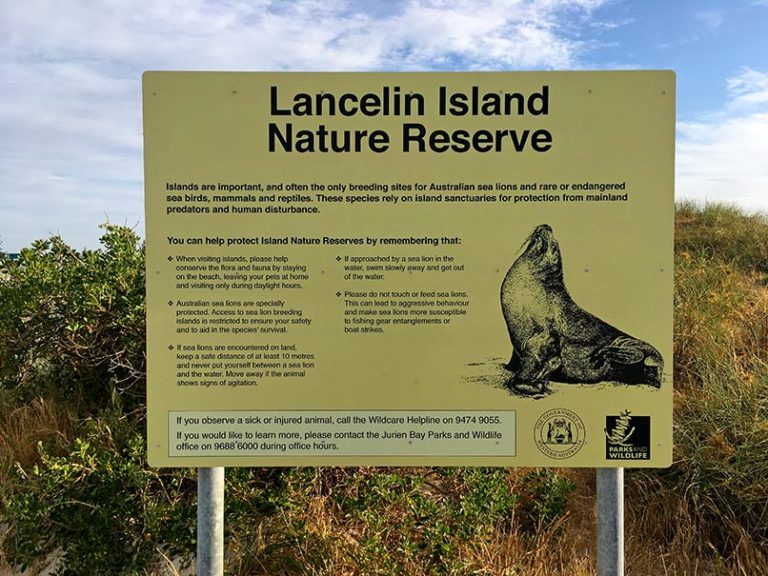 Lancelin Island
Nature Reserve
Islands are important, and often the only breeding sites for Australian sea lions and rare or endangered
sea birds, mammals and reptiles. These species rely on island sanctuaries for protection from mainland
predators and human disturbance.
You can help protect Island Nature Reserves by remembering that:
❖ When visiting islands, please help
conserve the flora and fauna by staying
on the beach, leaving your pets at home
and visiting only during daylight hours.
❖ Australian sea lions are specially
protected. Access to sea lion breeding
islands is restricted to ensure your safety
and to aid in the species' survival.
❖ If sea lions are encountered on land,
keep a safe distance of at least 10 metres
and never put yourself between a sea lion
and the water. Move away if the animal
shows signs of agitation.
❖ If approached by a sea lion in the
water, swim slowly away and get out
of the water.
❖ Please do not touch or feed sea lions.
This can lead to aggressive behaviour
and make sea lions more susceptible
to fishing gear entanglements or
boat strikes.
If you observe a sick or injured animal, call the Wildcare Helpline on 9474 9055.
If you would like to learn more, please contact the Jurien Bay Parks and Wildlife
office on 9688 6000 during office hours.
THE GOVERNMENT OF
WESTERN AUSTRALIA
PARKS AND
WILDLIFE